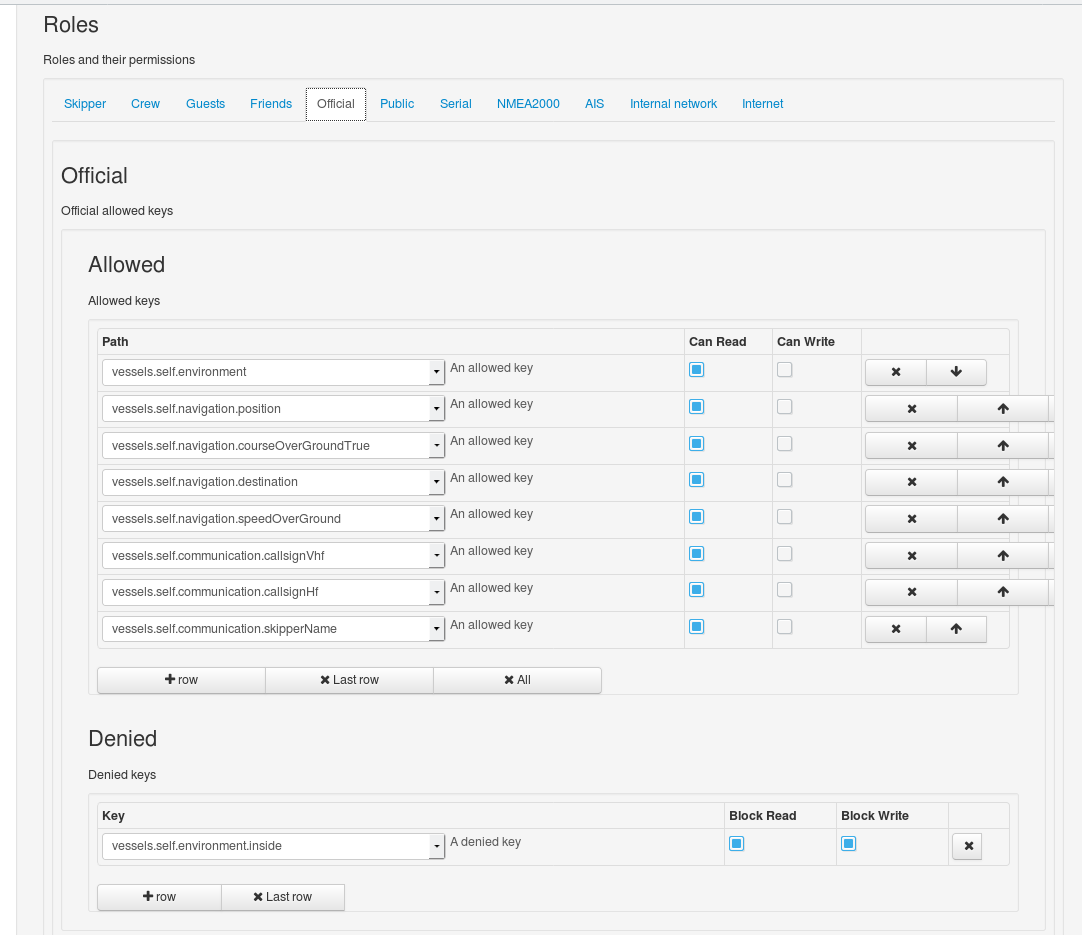 Roles
Roles and their permissions
Skipper Crew Guests Friends Official Public Serial NMEA2000 AIS Internal network Internet
Official
Official allowed keys
Allowed
Allowed keys
Path Can Read Can Write
vessels.self.environment An allowed key
vessels.self.navigation.position An allowed key
vessels.self.navigation.courseOverGroundTrue An allowed key
vessels.self.navigation.destination An allowed key
vessels.self.navigation.speedOverGround An allowed key
vessels.self.communication.callsignVhf An allowed key
vessels.self.communication.callsignHf An allowed key
vessels.self.communication.skipperName An allowed key
row Last row All
Denied
Denied keys
Key Block Read Block Write
vessels.self.environment.inside A denied key
row Last row